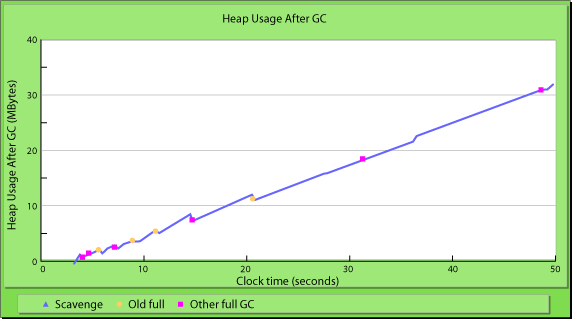 Heap Usage After GC
Heap Usage After GC (MBytes)
40
30
20
10
0
0 10 20 30 40 50
Clock time (seconds)
Scavenge Old full Other full GC